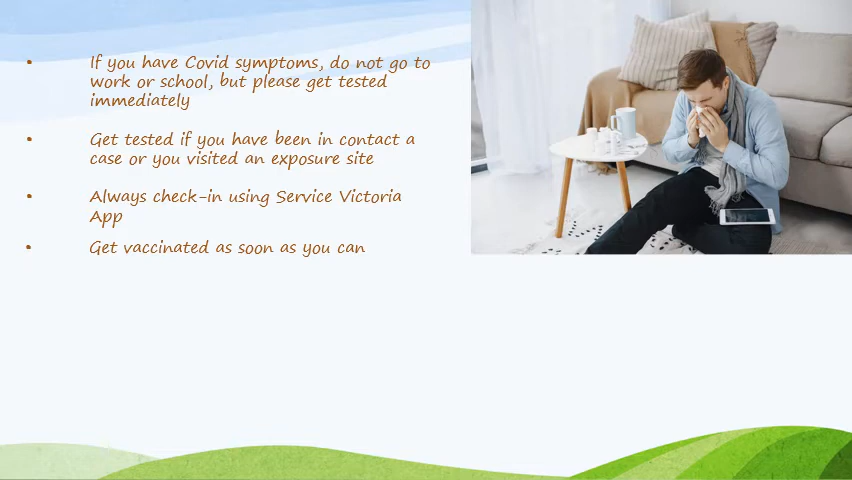 • If you have Covid symptoms, do not go to
work or school, but please get tested
immediately
• Get tested if you have been in contact a
case or you visited an exposure site
• Always check-in using Service Victoria
App
• Get vaccinated as soon as you can